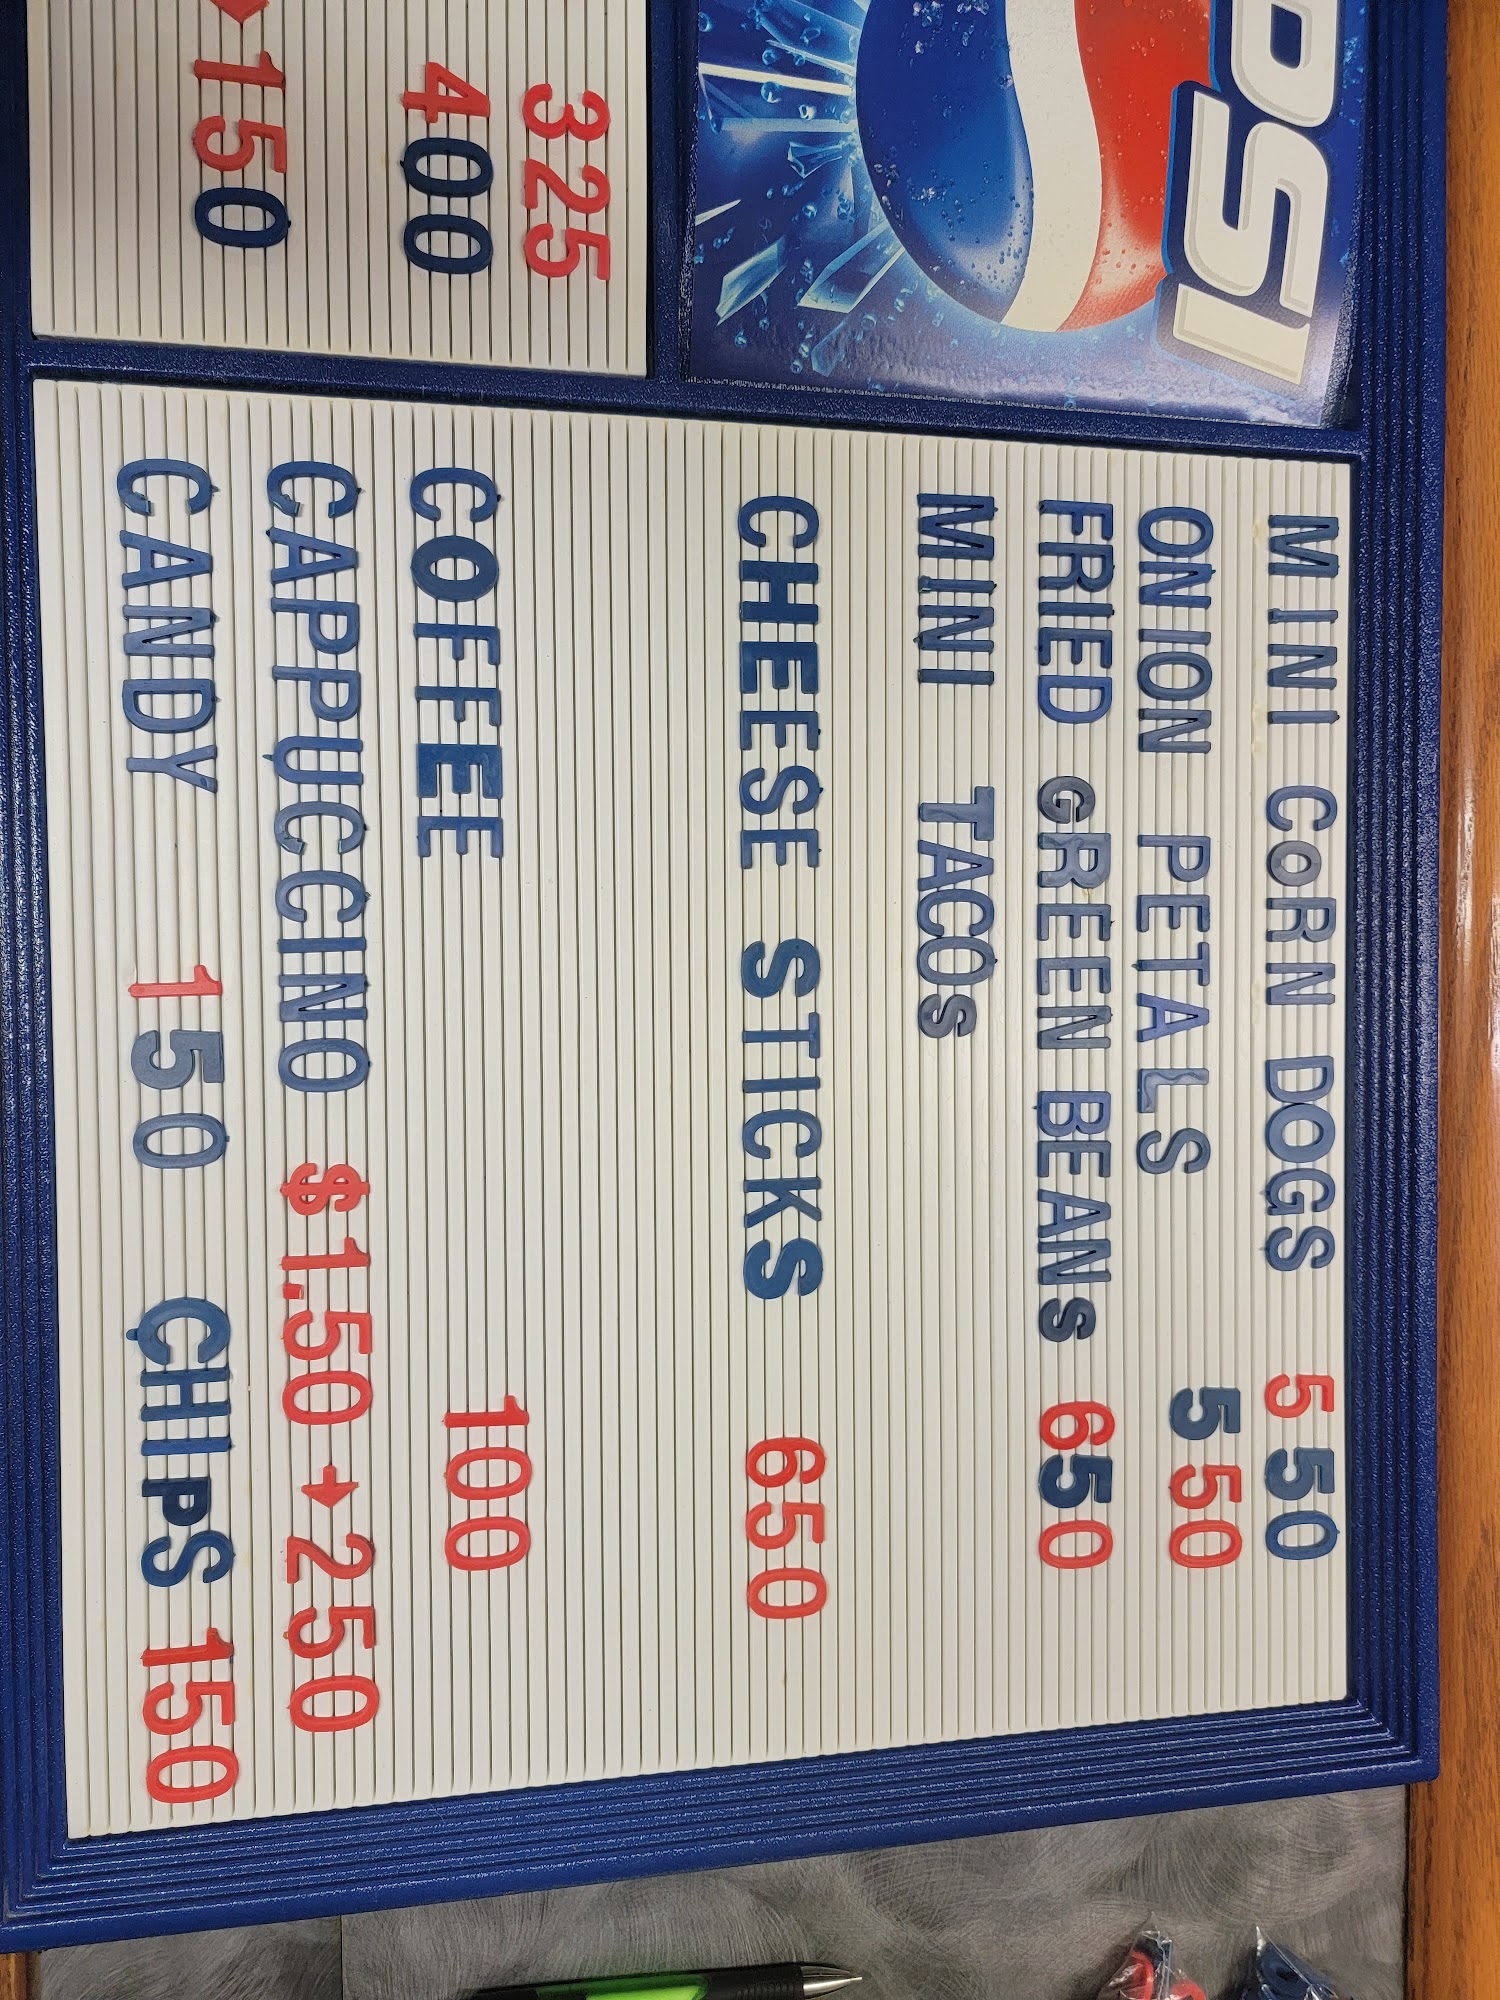 PSI
MINI CORN DOGS 550
ONION PETALS 550
FRIED GREEN BEANS 650
MINI TACOS
CHEESE STICKS 650
COFFEE 100
CAPPUCCINO $1.50→250
CANDY 150 CHIPS 150
325
400
150